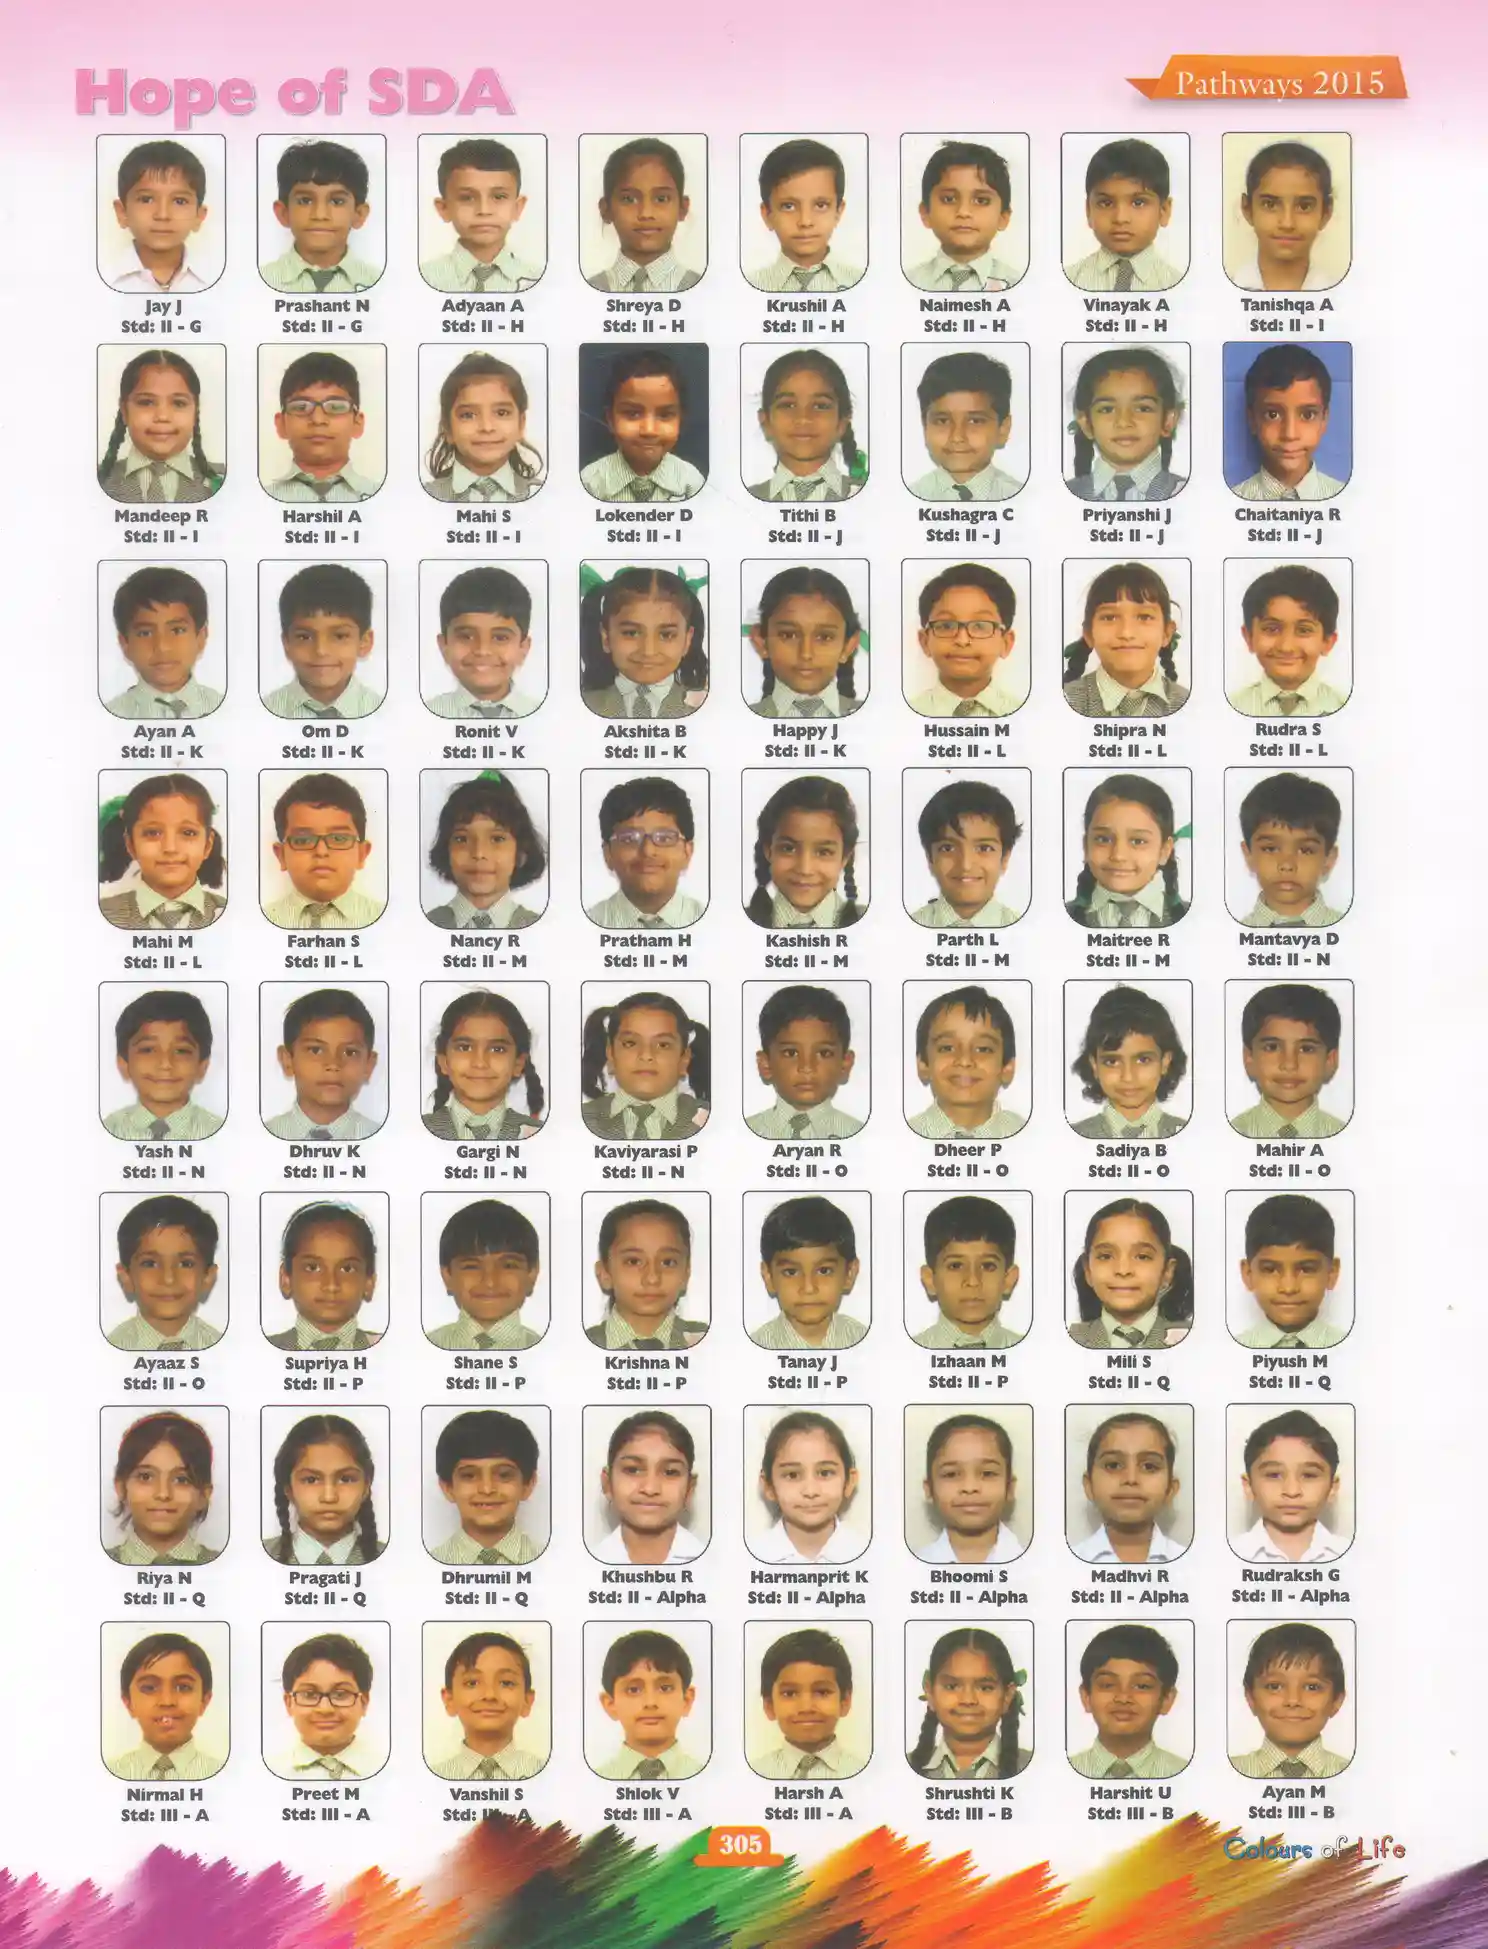 Hope of SDA
Pathways 2015
Jay J Prashant N Adyaan A Shreya D Krushil A Naimesh A Vinayak A Tanishqa A
Std: II - G Std: II - G Std: II - H Std: II - H Std: II - H Std: II - H Std: II - H Std: II - I
Mandeep R Harshil A Mahi S Lokender D Tithi B Kushagra C Priyanshi J Chaitaniya R
Std: II - I Std: II - I Std: II - I Std: II - I Std: II - J Std: II - J Std: II - J Std: II - J
Ayan A Om D Ronit V Akshita B Happy J Hussain M Shipra N Rudra S
Std: II - K Std: II - K Std: II - K Std: II - K Std: II - K Std: II - L Std: II - L Std: II - L
Mahi M Farhan S Nancy R Pratham H Kashish R Parth L Maitree R Mantavya D
Std: II - L Std: II - L Std: II - M Std: II - M Std: II - M Std: II - M Std: II - M Std: II - N
Yash N Dhruv K Gargi N Kaviyarasi P Aryan R Dheer P Sadiya B Mahir A
Std: II - N Std: II - N Std: II - N Std: II - N Std: II - O Std: II - O Std: II - O Std: II - O
Ayaaz S Supriya H Shane S Krishna N Tanay J Izhaan M Mili S Piyush M
Std: II - O Std: II - P Std: II - P Std: II - P Std: II - P Std: II - P Std: II - Q Std: II - Q
Riya N Pragati J Dhrumil M Khushbu R Harmanprit K Bhoomi S Madhvi R Rudraksh G
Std: II - Q Std: II - Q Std: II - Q Std: II - Alpha Std: II - Alpha Std: II - Alpha Std: II - Alpha Std: II - Alpha
Nirmal H Preet M Vanshil S Shlok V Harsh A Shrushti K Harshit U Ayan M
Std: III - A Std: III - A Std: III - A Std: III - A Std: III - A Std: III - B Std: III - B Std: III - B
305
Colours of Life